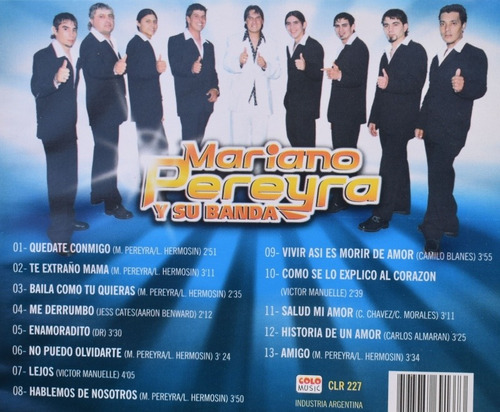 Mariano
Pereyra
Y SU BANDA
01- QUEDATE CONMIGO (M. PEREYRA/L. HERMOSIN) 2'51
02- TE EXTRAÑO MAMA (M. PEREYRA/L. HERMOSIN) 3'11
03- BAILA COMO TU QUIERAS (M. PEREYRA/L. HERMOSIN) 2'35
04- ME DERRUMBO (JESS CATES/AARON BENWARD) 2'12
05- ENAMORADITO (DR) 3'30
06- NO PUEDO OLVIDARTE (M. PEREYRA/L. HERMOSIN) 3' 24
07- LEJOS (VICTOR MANUELLE) 4'05
08- HABLEMOS DE NOSOTROS (M. PEREYRA/L. HERMOSIN) 3'50
09- VIVIR ASI ES MORIR DE AMOR (CAMILO BLANES) 3'55
10- COMO SE LO EXPLICO AL CORAZON
(VICTOR MANUELLE) 2'39
11- SALUD MI AMOR (C. CHAVEZ/C. MORALES) 3'11
12- HISTORIA DE UN AMOR (CARLOS ALMARAN) 3'25
13- AMIGO (M. PEREYRA/L. HERMOSIN) 3'34
COLO
MUSIC
CLR 227
INDUSTRIA ARGENTINA